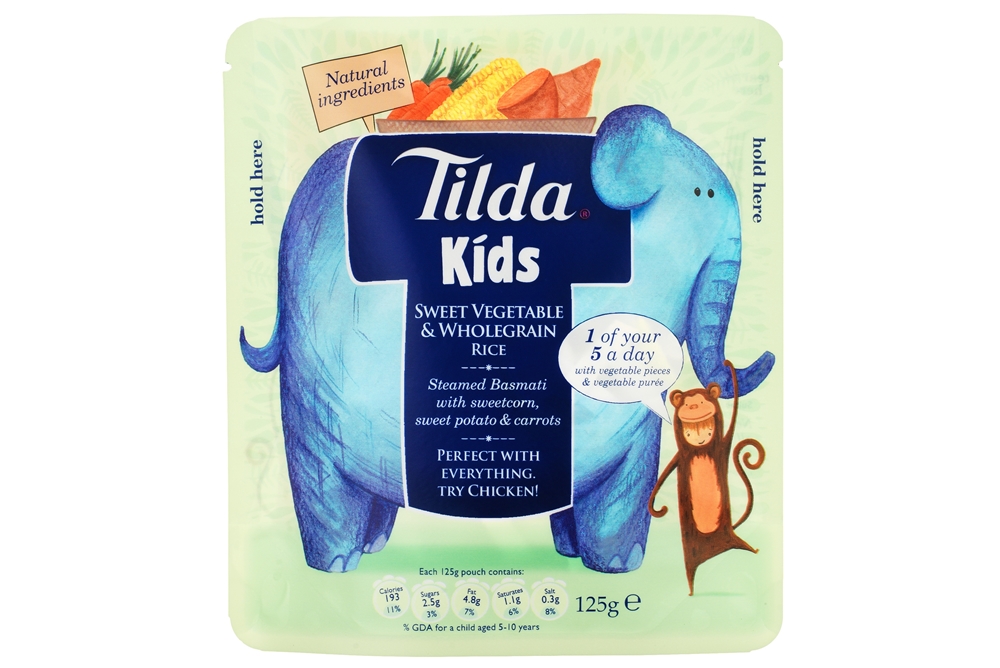 Natural
ingredients
hold here
hold here
Tilda®
Kíds
SWEET VEGETABLE
& WHOLEGRAIN
RICE
Steamed Basmati
with sweetcorn,
sweet potato & carrots
PERFECT WITH
EVERYTHING.
TRY CHICKEN!
1 of your
5 a day
with vegetable pieces
& vegetable purée
Each 125g pouch contains:
Calories
193
11%
Sugars
2.5g
3%
Fat
4.8g
7%
Saturates
1.1g
6%
Salt
0.3g
8%
125g ℮
% GDA for a child aged 5-10 years